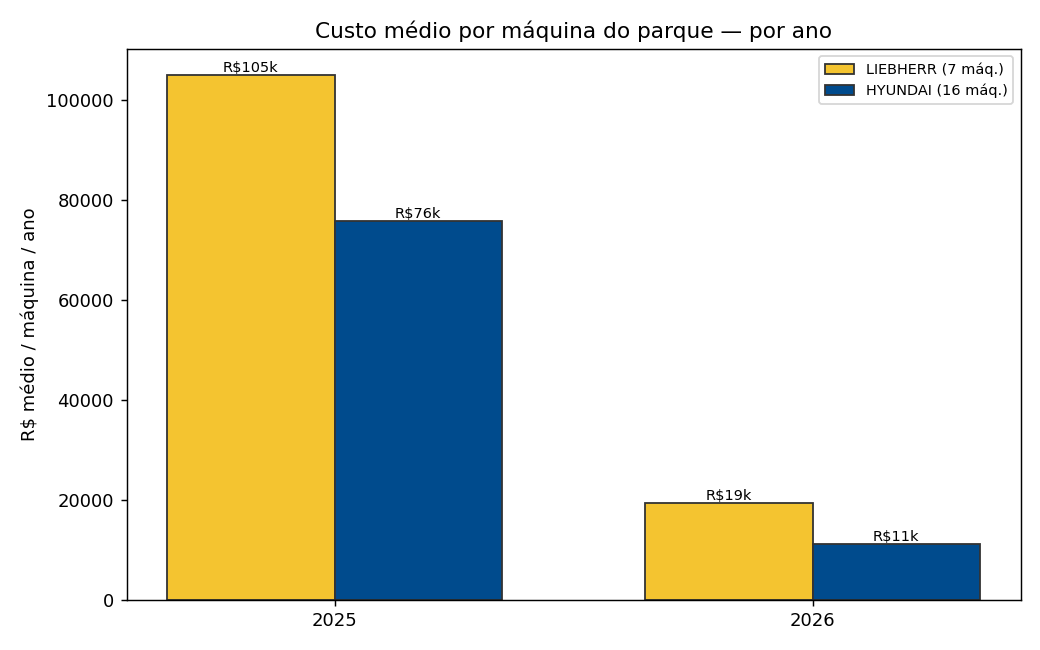 Custo médio por máquina do parque — por ano
LIEBHERR (7 máq.)
HYUNDAI (16 máq.)
R$ médio / máquina / ano
100000
80000
60000
40000
20000
0
R$105k
R$76k
R$19k
R$11k
2025
2026